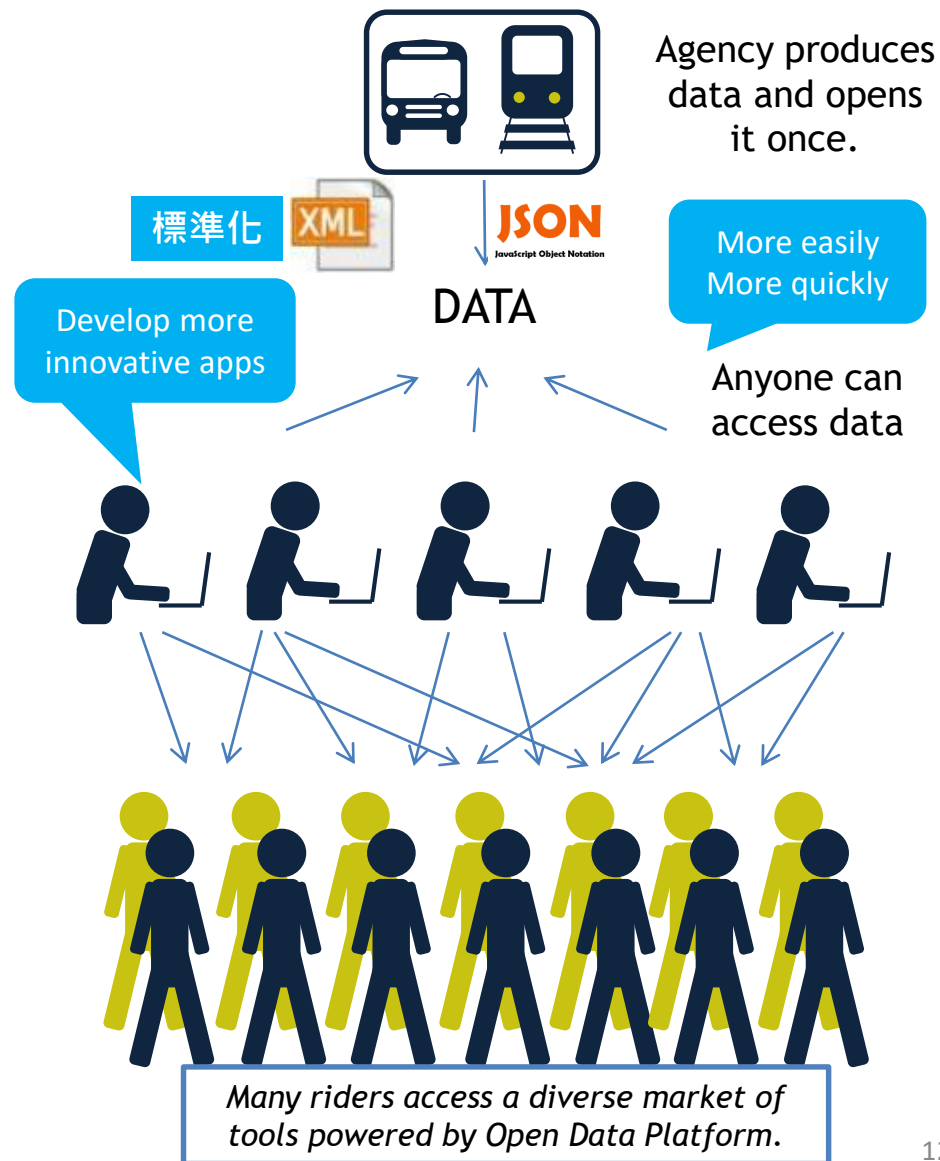 Agency produces
data and opens
it once.
標準化
XML
JSON
JavaScript Object Notation
More easily
More quickly
DATA
Develop more
innovative apps
Anyone can
access data
Many riders access a diverse market of
tools powered by Open Data Platform.